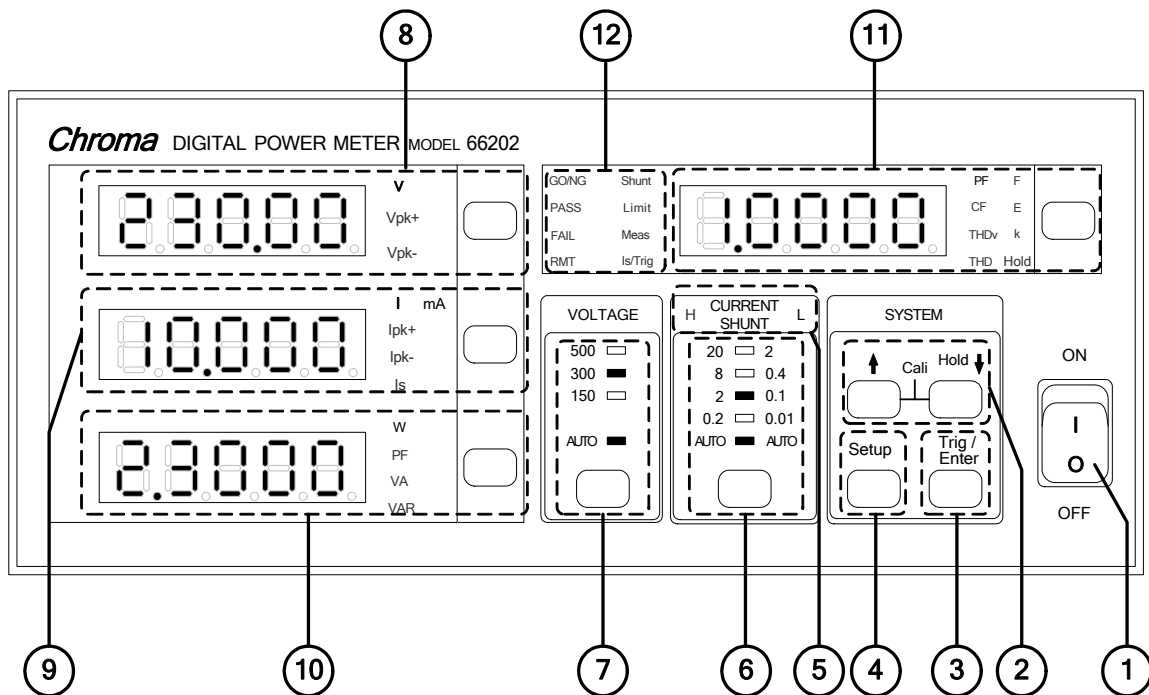 8
12
11
Chroma DIGITAL POWER METER MODEL 66202
230.00
V
Vpk+
Vpk-
10.000
I mA
Ipk+
Ipk-
Is
2.3000
W
PF
VA
VAR
GO/NG Shunt
PASS Limit
FAIL Meas
RMT Is/Trig
1.0000
PF F
CF E
THDv k
THD Hold
VOLTAGE
500
300
150
AUTO
H CURRENT SHUNT L
20 2
8 0.4
2 0.1
0.2 0.01
AUTO AUTO
SYSTEM
Cali
Hold
Setup
Trig /
Enter
ON
I
O
OFF
9
10
7
6
5
4
3
2
1